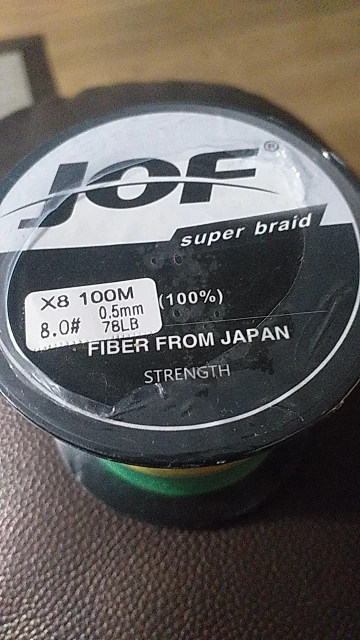 JOF®
super braid
X8 100M
0.5mm
8.0# 78LB
(100%)
FIBER FROM JAPAN
STRENGTH